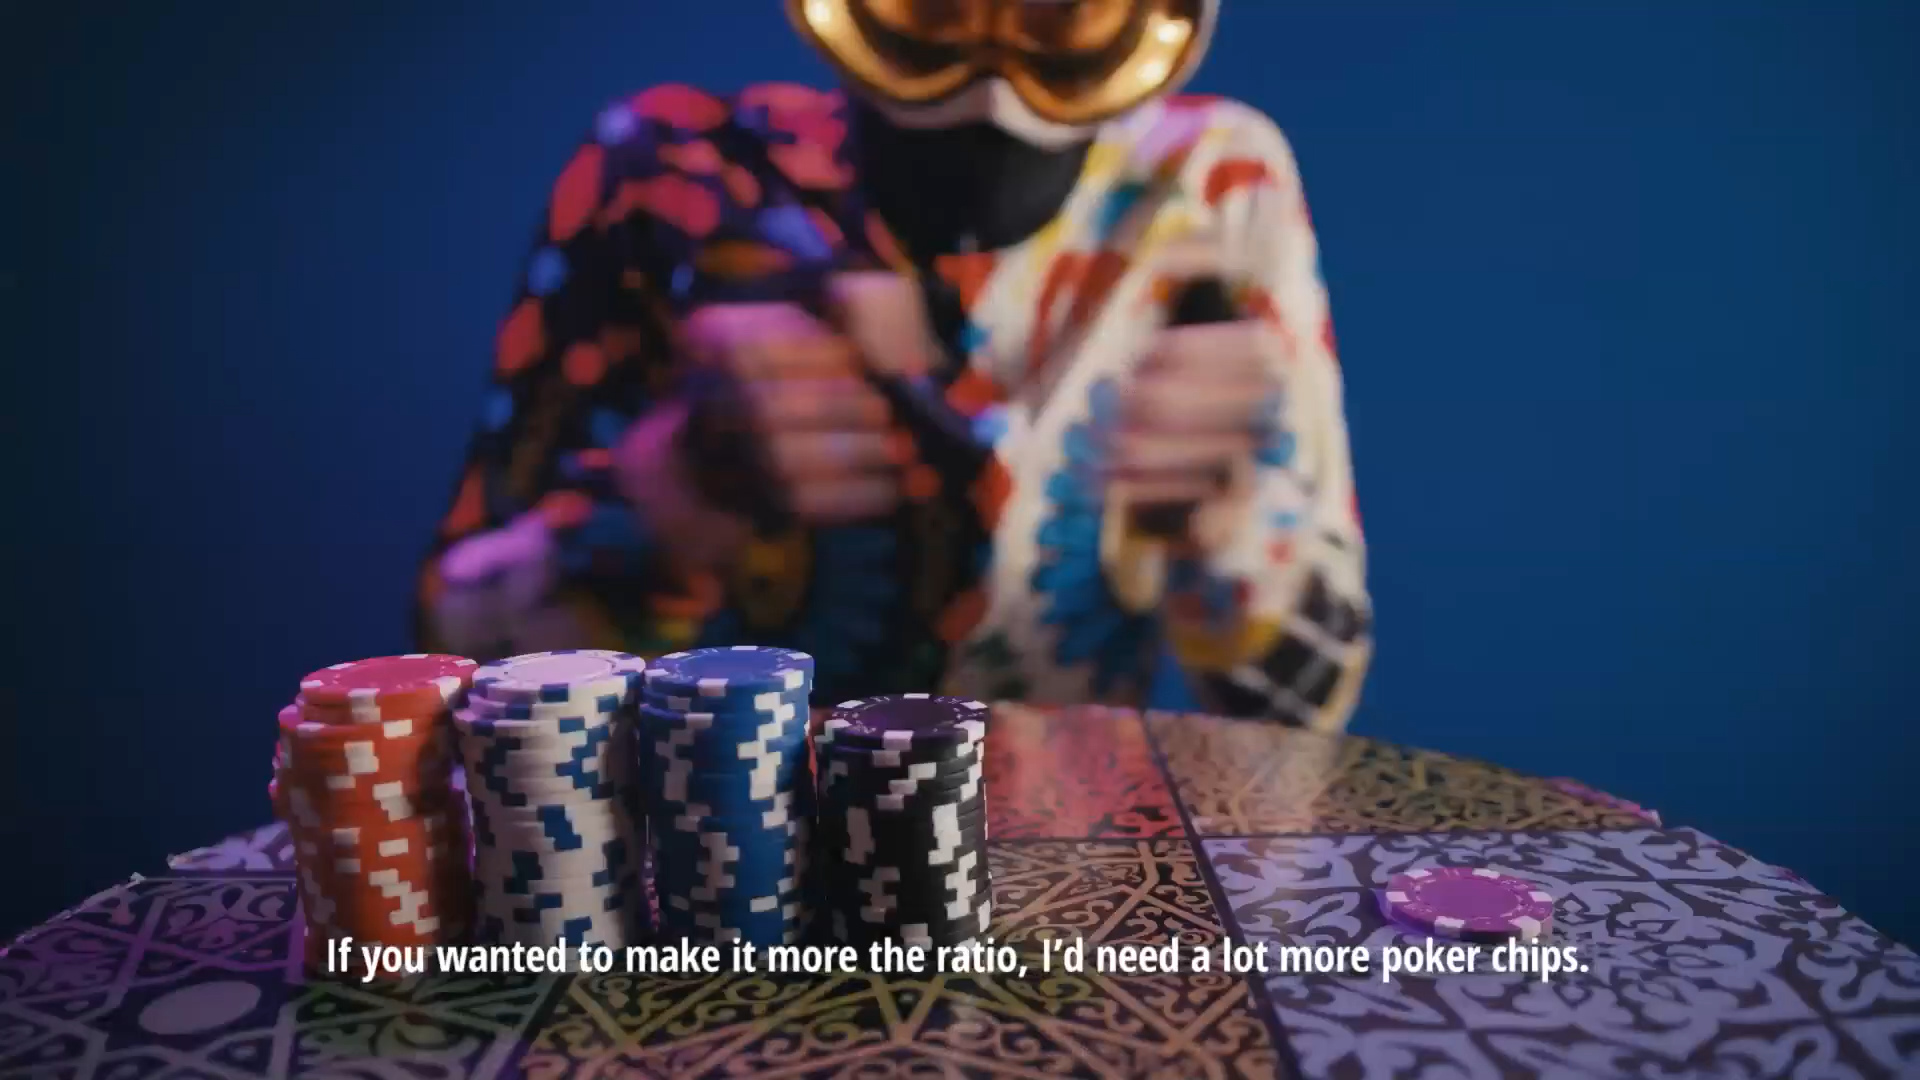 If you wanted to make it more the ratio, I’d need a lot more poker chips.